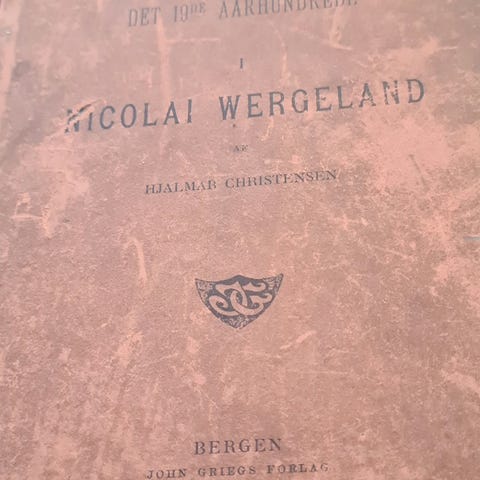 DET 19DE AARHUNDREDE
I
NICOLAI WERGELAND
AF
HJALMAR CHRISTENSEN
BERGEN
JOHN GRIEGS FORLAG